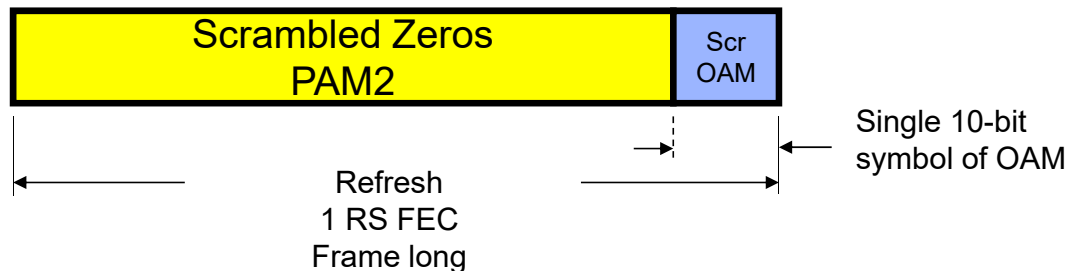 Scrambled Zeros
PAM2
Scr
OAM
Single 10-bit
symbol of OAM
Refresh
1 RS FEC
Frame long